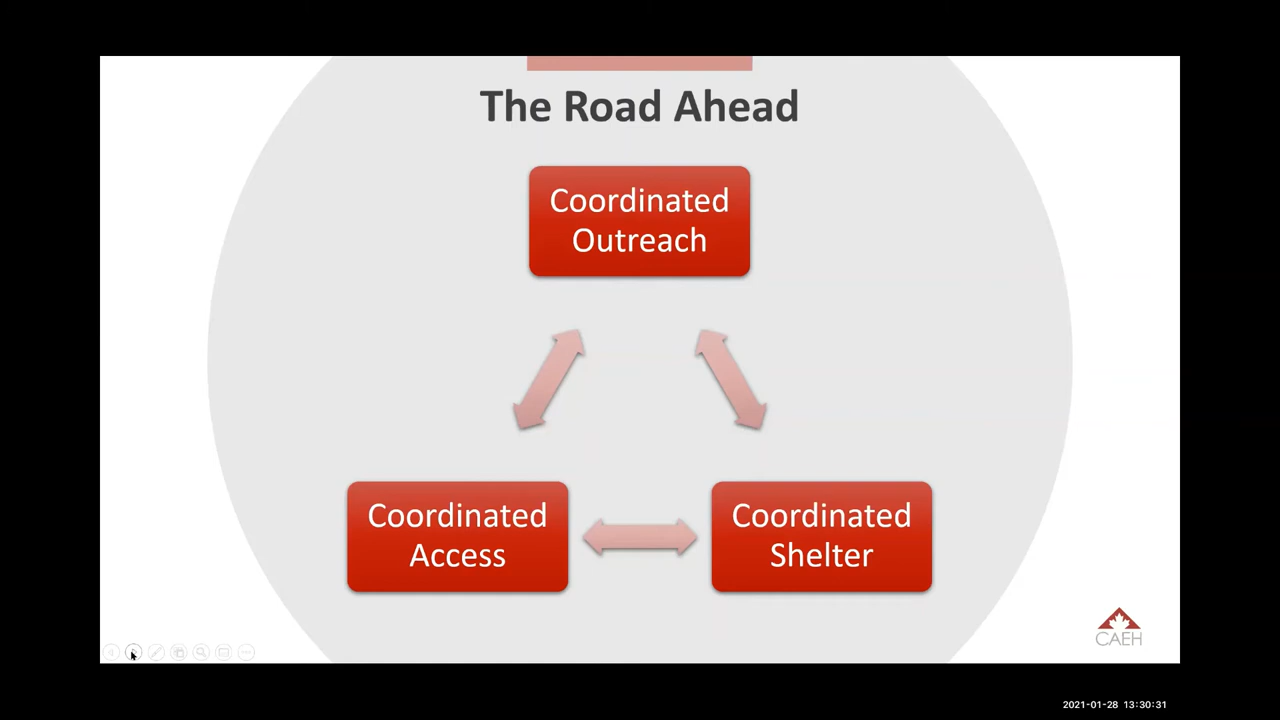 The Road Ahead
Coordinated
Outreach
Coordinated
Access
Coordinated
Shelter
CAEH
2021-01-28 13:30:31